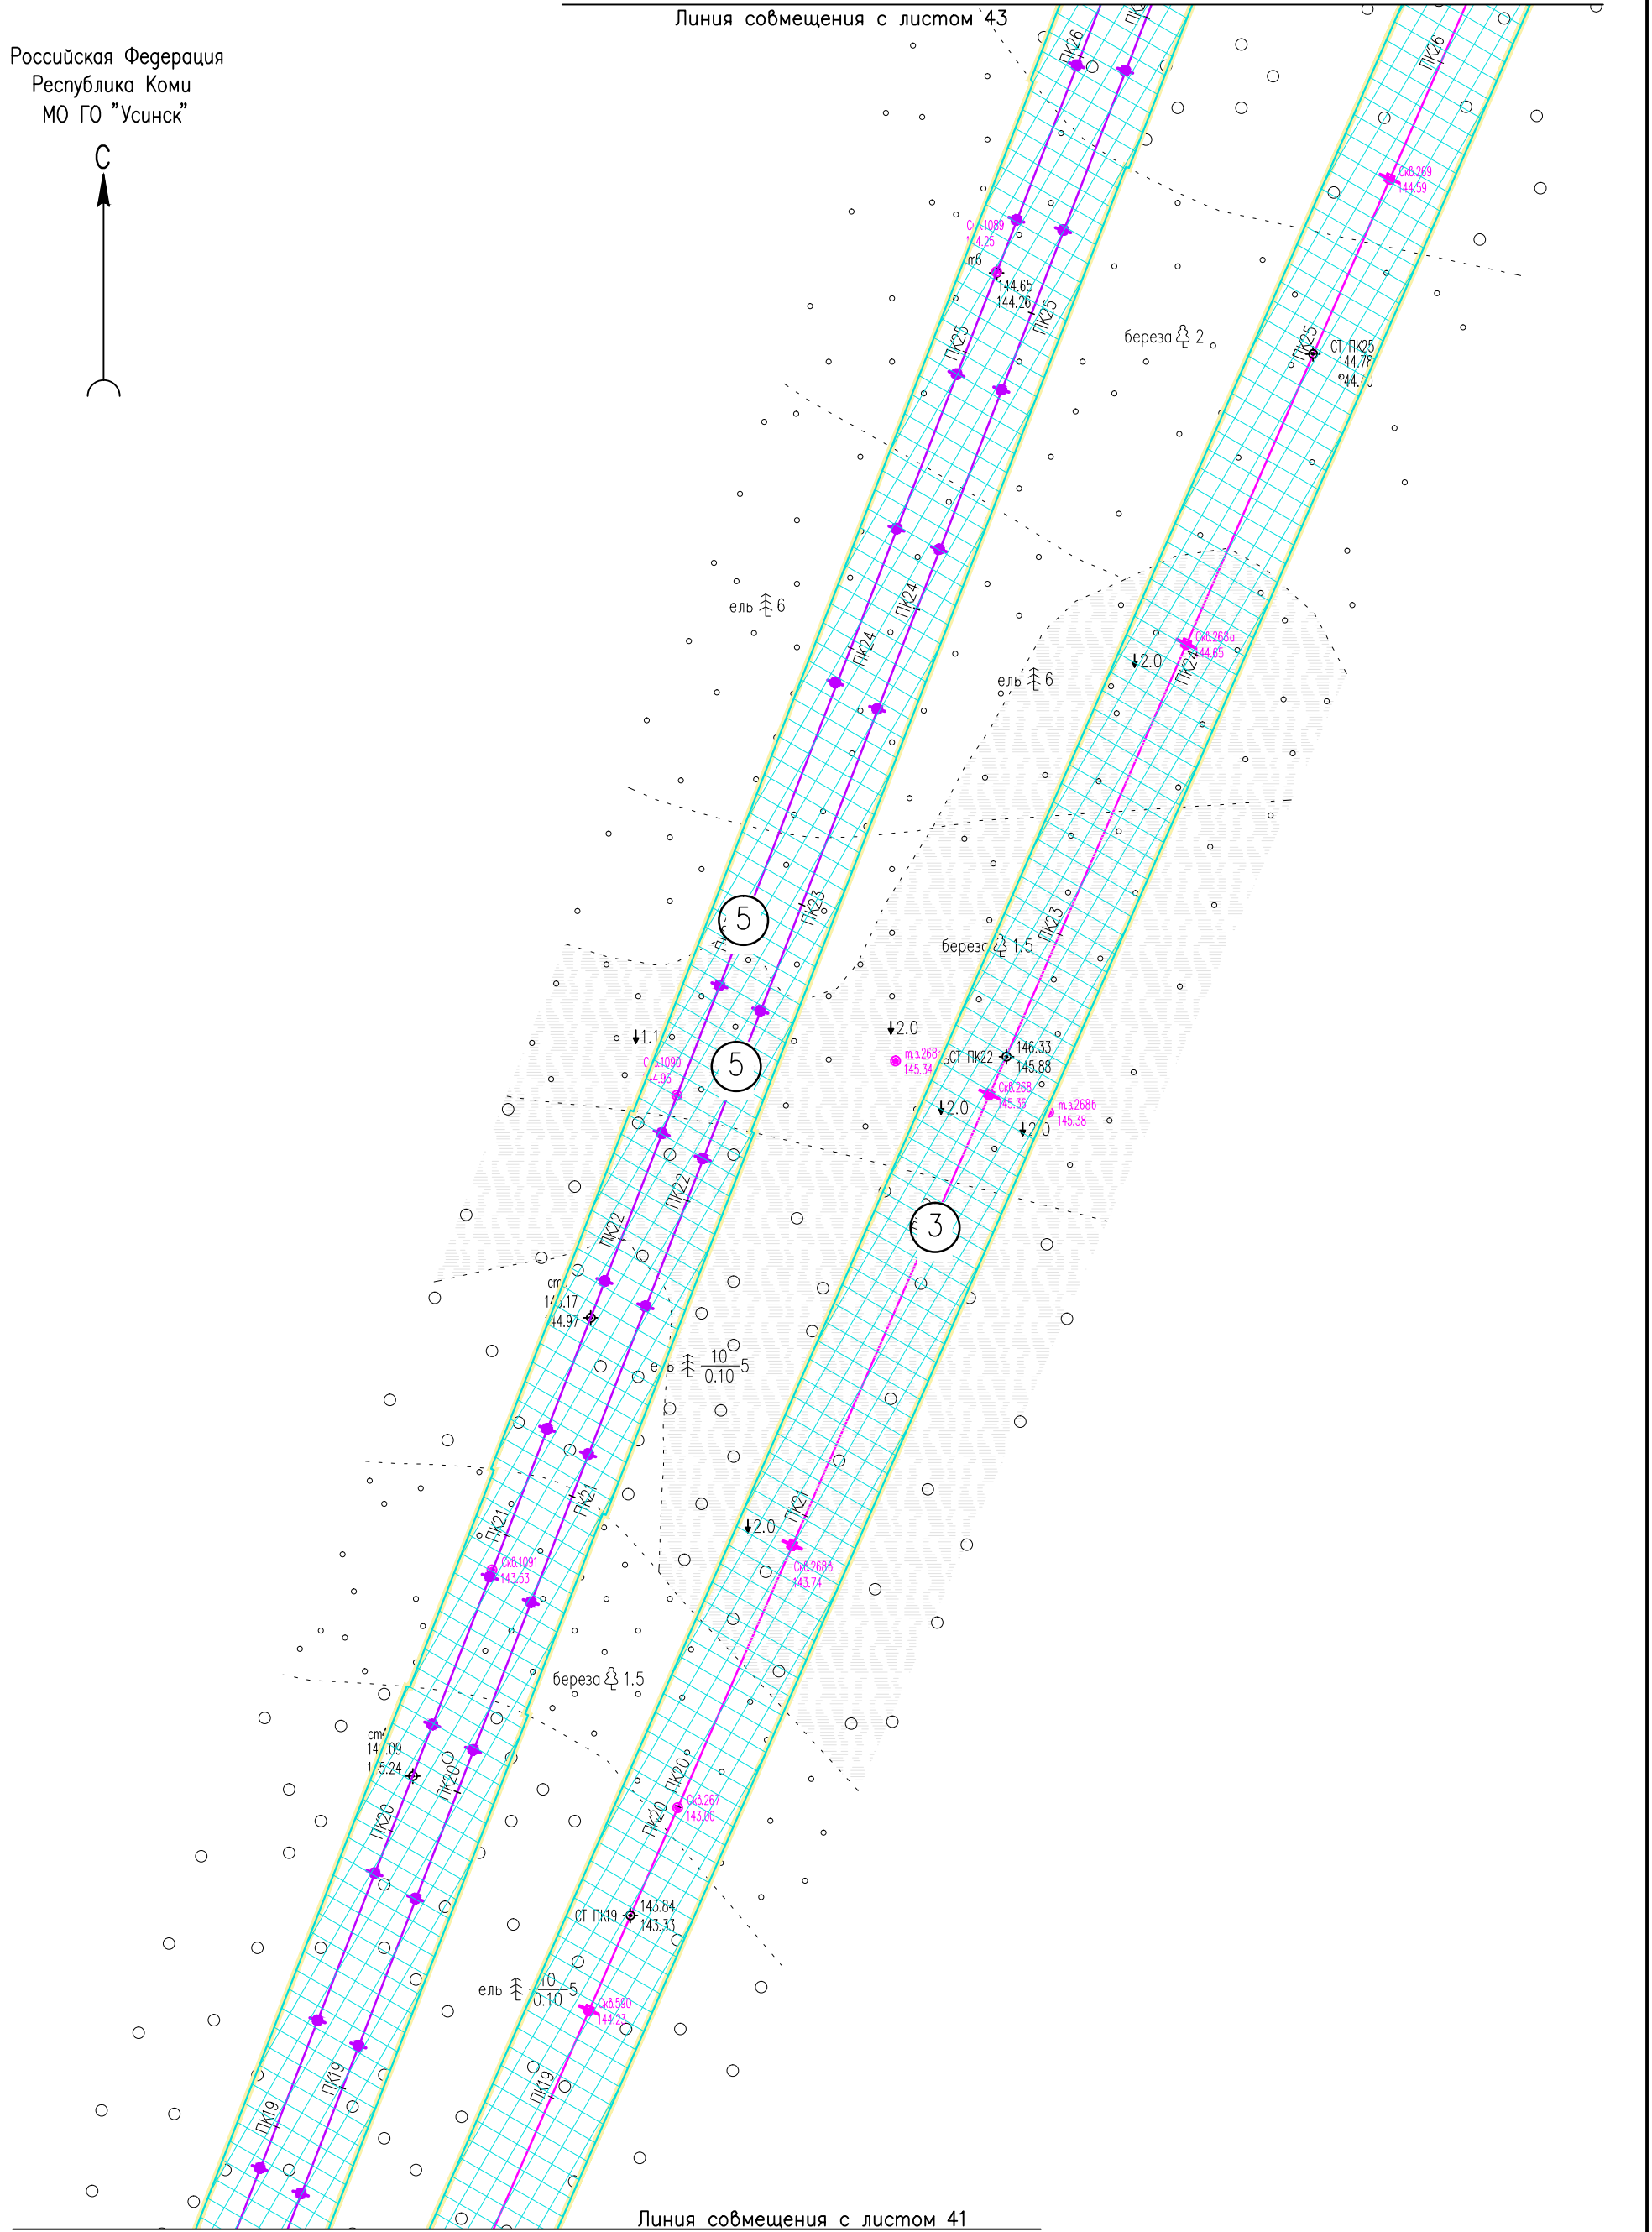 Линия совмещения с листом 43
Российская Федерация
Республика Коми
МО ГО "Усинск"
С
ПК26
ПК26
Скв.269
144.59
144.65
144.26
ПК25
ПК25
береза 2
ПК25
СТ ПК25
144.78
ель 6
ПК24
ПК24
ель 6
2.0
Скв.268а
144.65
ПК24
5
ПК23
береза 1.5
ПК23
1.1
5
2.0
145.34
СТ ПК22
146.33
145.88
Скв.268
145.36
2.0
т.з.268б
145.38
2.0
ПК22
ПК22
3
ель 10 5
0.10
ПК21
ПК21
Скв.1091
143.53
2.0
ПК21
Скв.268б
143.74
береза 1.5
ПК20
ПК20
ПК20
ПК20
Скв.267
143.00
СТ ПК19
143.84
143.33
ель 10 5
0.10
Скв.590
144.23
ПК19
ПК19
ПК19
Линия совмещения с листом 41